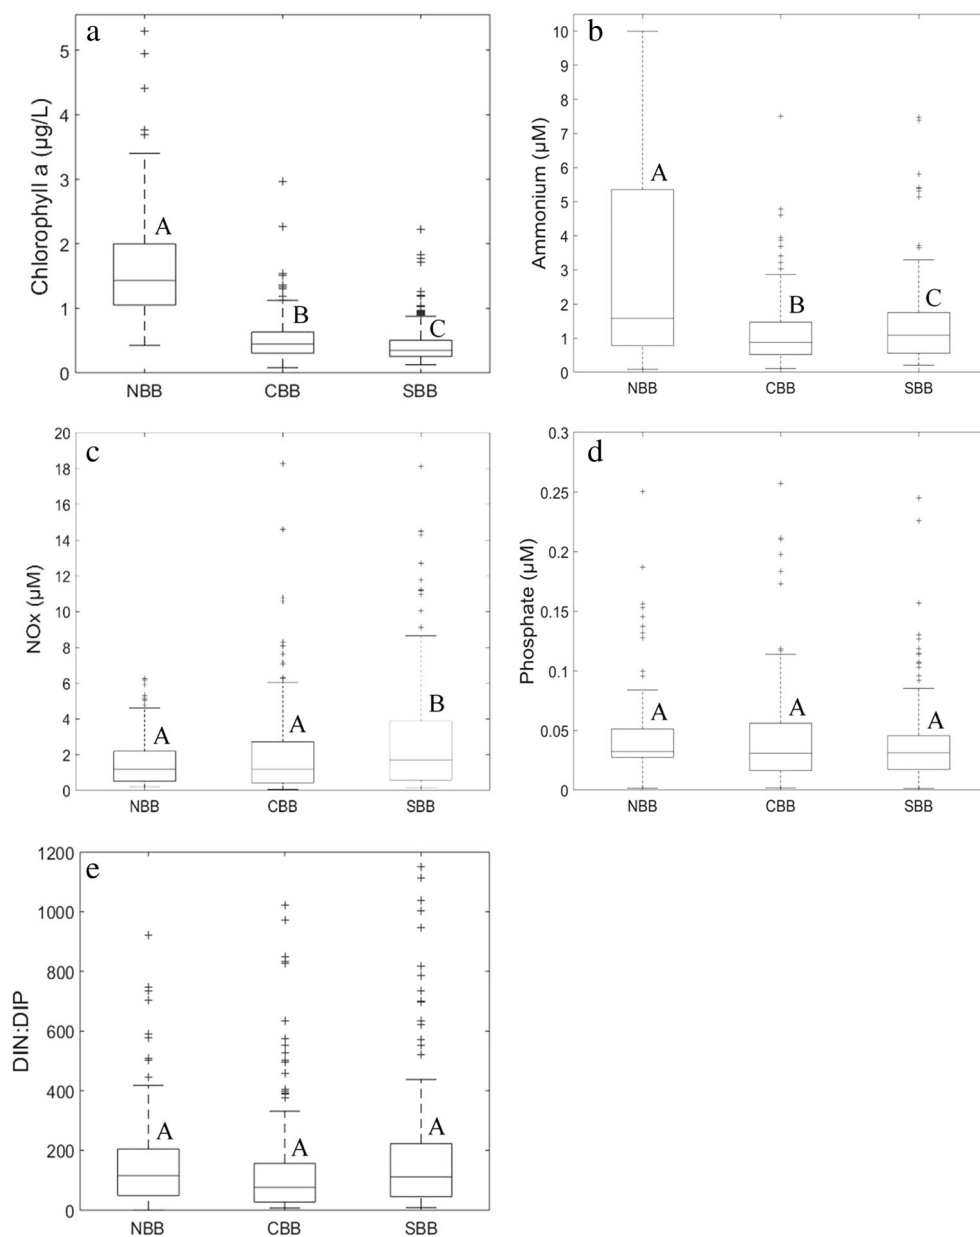 a
Chlorophyll a (µg/L)
5
4
3
2
1
0
A
B
C
NBB CBB SBB
b
Ammonium (µM)
10
9
8
7
6
5
4
3
2
1
0
A
B
C
NBB CBB SBB
c
NOx (µM)
20
18
16
14
12
10
8
6
4
2
0
A
A
B
NBB CBB SBB
d
Phosphate (µM)
0.3
0.25
0.2
0.15
0.1
0.05
0
A
A
A
NBB CBB SBB
e
DIN:DIP
1200
1000
800
600
400
200
0
A
A
A
NBB CBB SBB